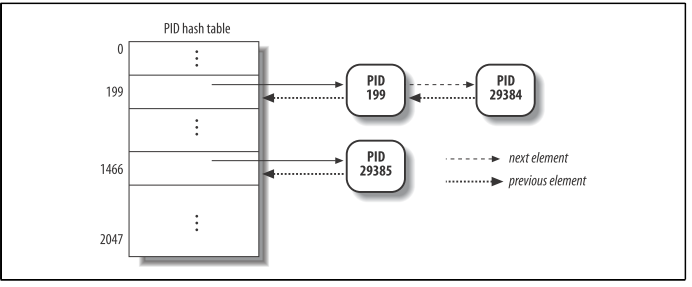 PID hash table
0
199
1466
2047
PID
199
PID
29384
PID
29385
next element
previous element